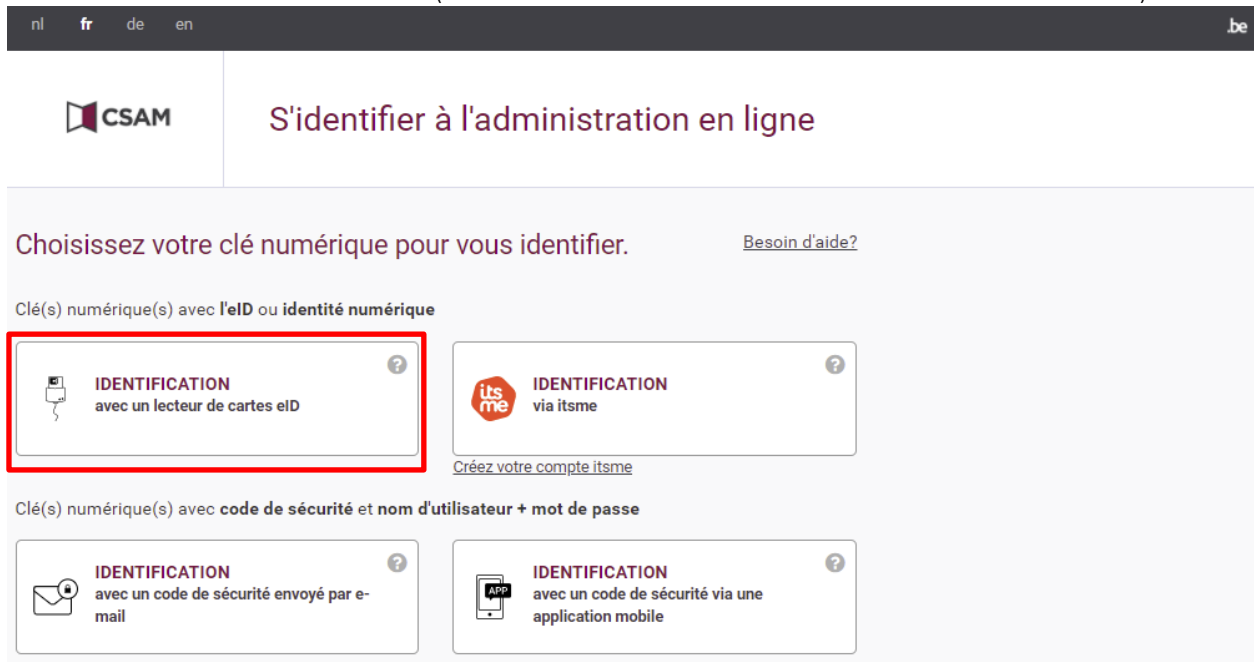 nl fr de en .be
CSAM
S'identifier à l'administration en ligne
Choisissez votre clé numérique pour vous identifier.
Besoin d'aide?
Clé(s) numérique(s) avec l'eID ou identité numérique
?
IDENTIFICATION
avec un lecteur de cartes eID
?
itsme
IDENTIFICATION
via itsme
Créez votre compte itsme
Clé(s) numérique(s) avec code de sécurité et nom d'utilisateur + mot de passe
?
IDENTIFICATION
avec un code de sécurité envoyé par e-
mail
?
APP
IDENTIFICATION
avec un code de sécurité via une
application mobile